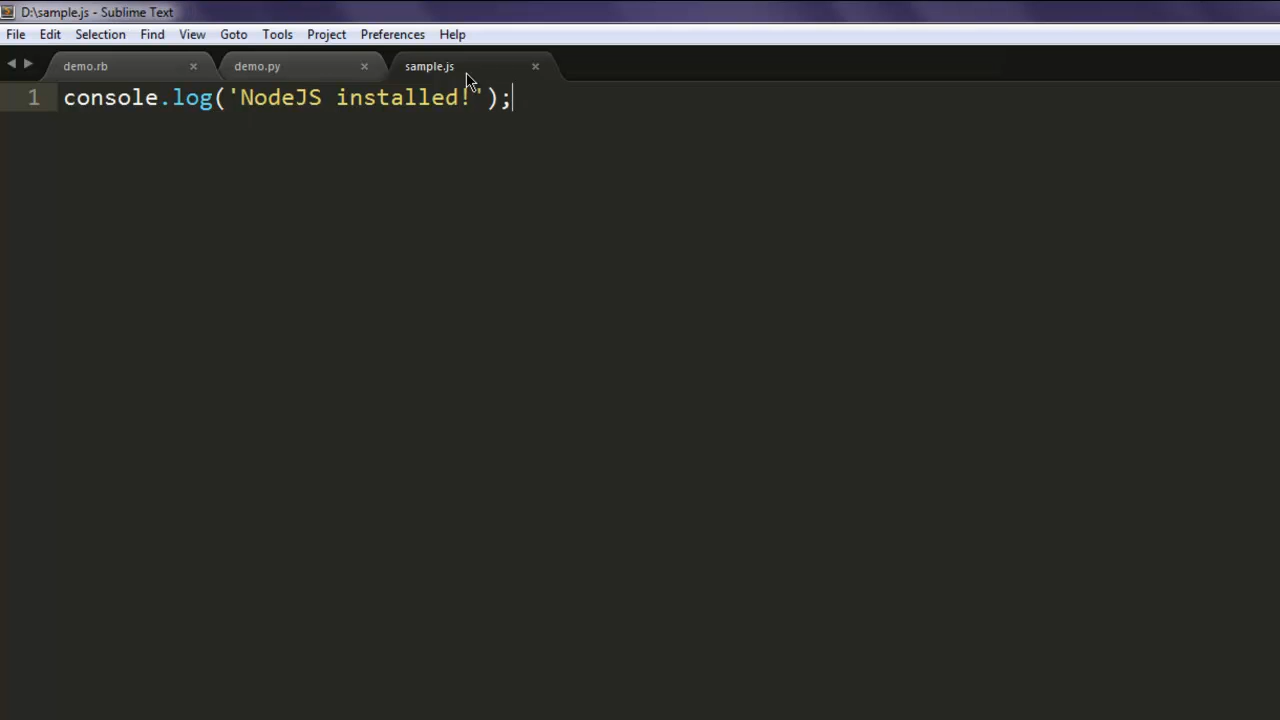 D:\sample.js - Sublime Text
File Edit Selection Find View Goto Tools Project Preferences Help
demo.rb × demo.py × sample.js ×
1 console.log('NodeJS installed!');